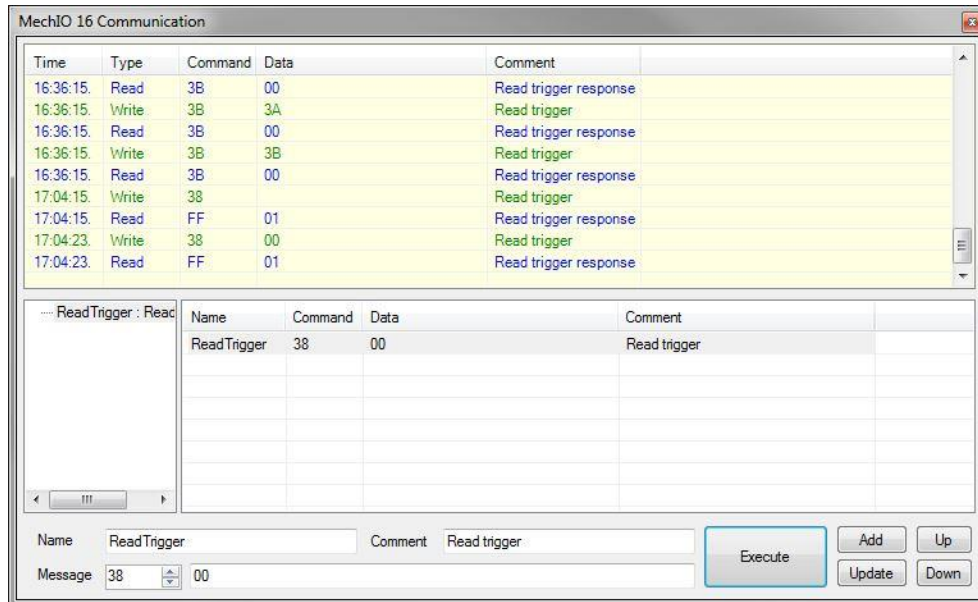 MechIO 16 Communication
Time Type Command Data Comment
16:36:15. Read 3B 00 Read trigger response
16:36:15. Write 3B 3A Read trigger
16:36:15. Read 3B 00 Read trigger response
16:36:15. Write 3B 3B Read trigger
16:36:15. Read 3B 00 Read trigger response
17:04:15. Write 38 Read trigger
17:04:15. Read FF 01 Read trigger response
17:04:23. Write 38 00 Read trigger
17:04:23. Read FF 01 Read trigger response
ReadTrigger : Read
Name Command Data Comment
ReadTrigger 38 00 Read trigger
Name ReadTrigger Comment Read trigger Execute Add Up
Message 38 00 Update Down